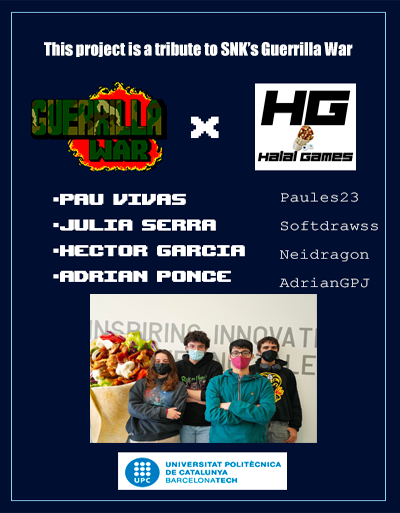 This project is a tribute to SNK's Guerrilla War
GUERRILLA
WAR
X
HG
Halal Games
·PAU VIVAS
Paules23
·JULIA SERRA
Softdrawss
·HECTOR GARCIA
Neidragon
·ADRIAN PONCE
AdrianGPJ
INSPIRING INNOVAT
UNIVERSITAT POLITÈCNICA
DE CATALUNYA
BARCELONATECH
UPC